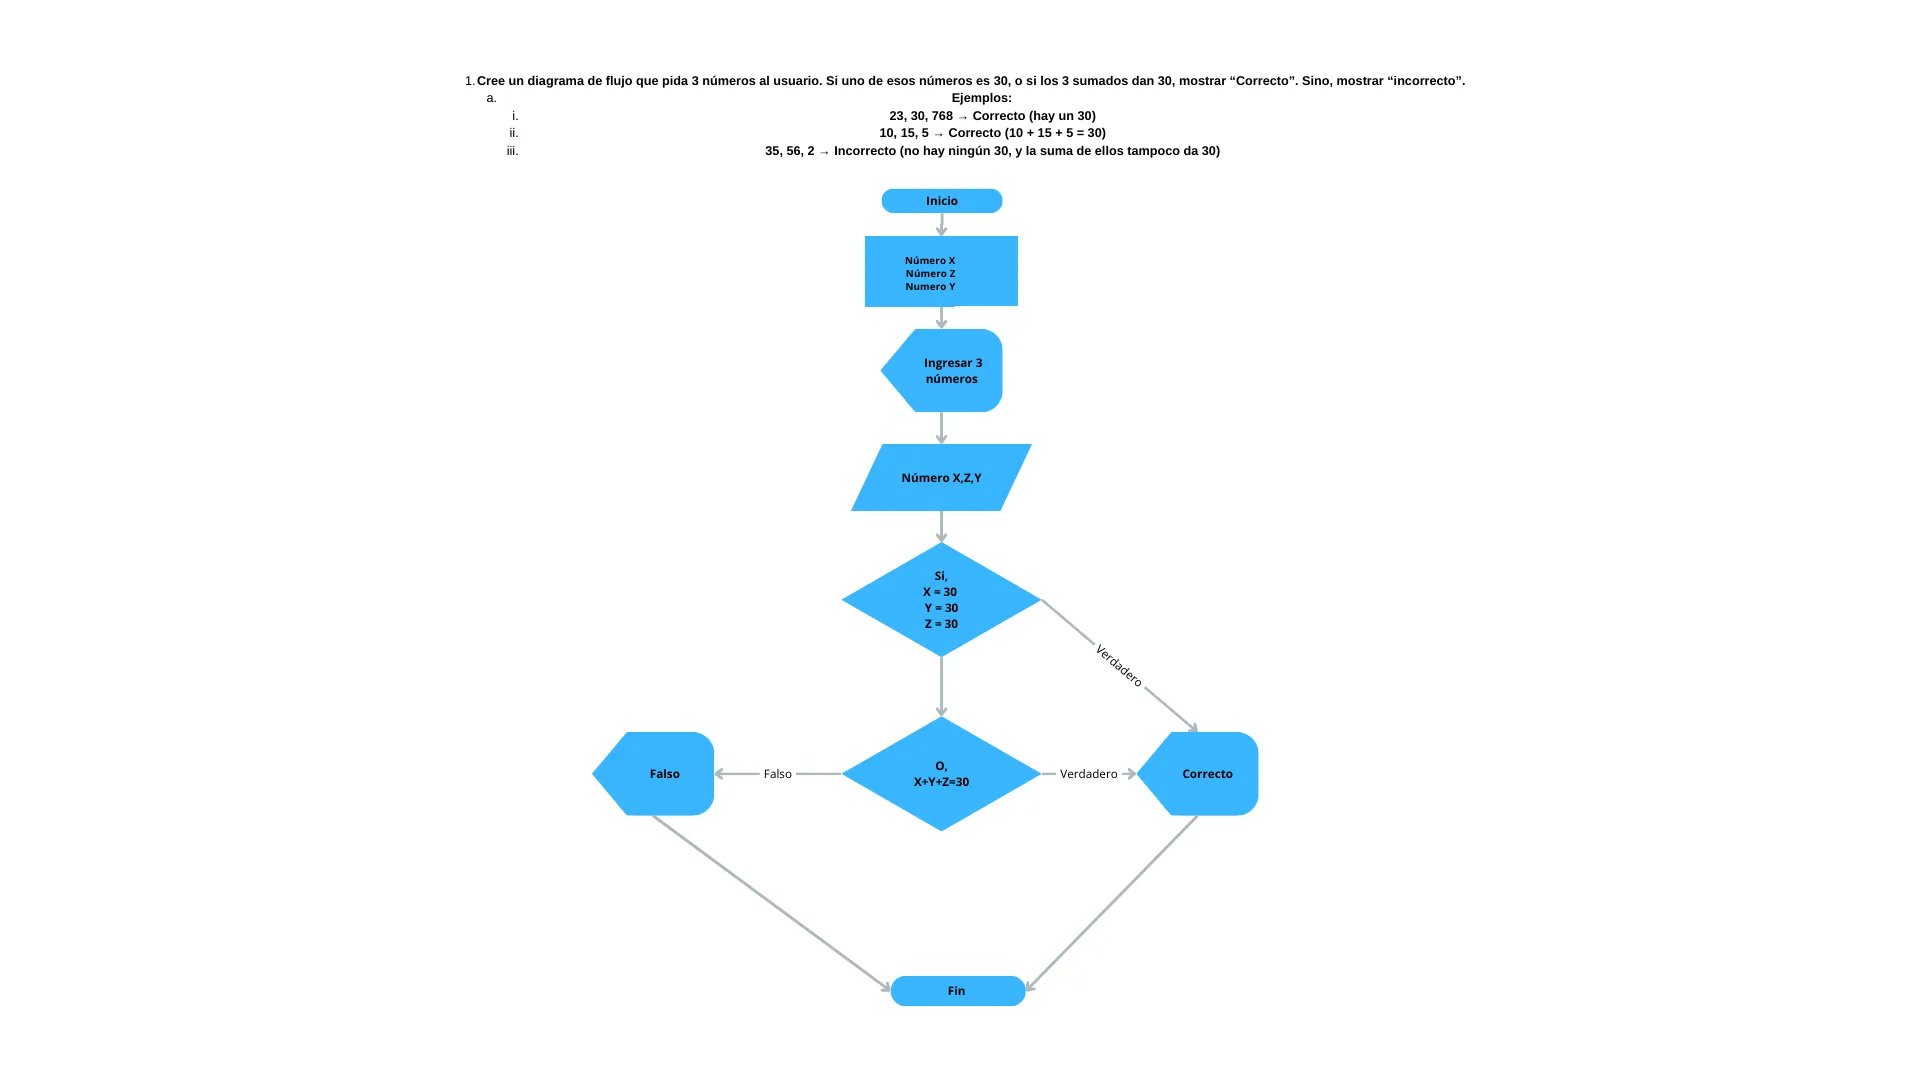 1. Cree un diagrama de flujo que pida 3 números al usuario. Si uno de esos números es 30, o si los 3 sumados dan 30, mostrar “Correcto”. Sino, mostrar “incorrecto”.
a. Ejemplos:
i. 23, 30, 768 → Correcto (hay un 30)
ii. 10, 15, 5 → Correcto (10 + 15 + 5 = 30)
iii. 35, 56, 2 → Incorrecto (no hay ningún 30, y la suma de ellos tampoco da 30)
Inicio
Número X
Número Z
Numero Y
Ingresar 3
números
Número X,Z,Y
Si,
X = 30
Y = 30
Z = 30
Verdadero
Falso
Falso
O,
X+Y+Z=30
Verdadero
Correcto
Fin